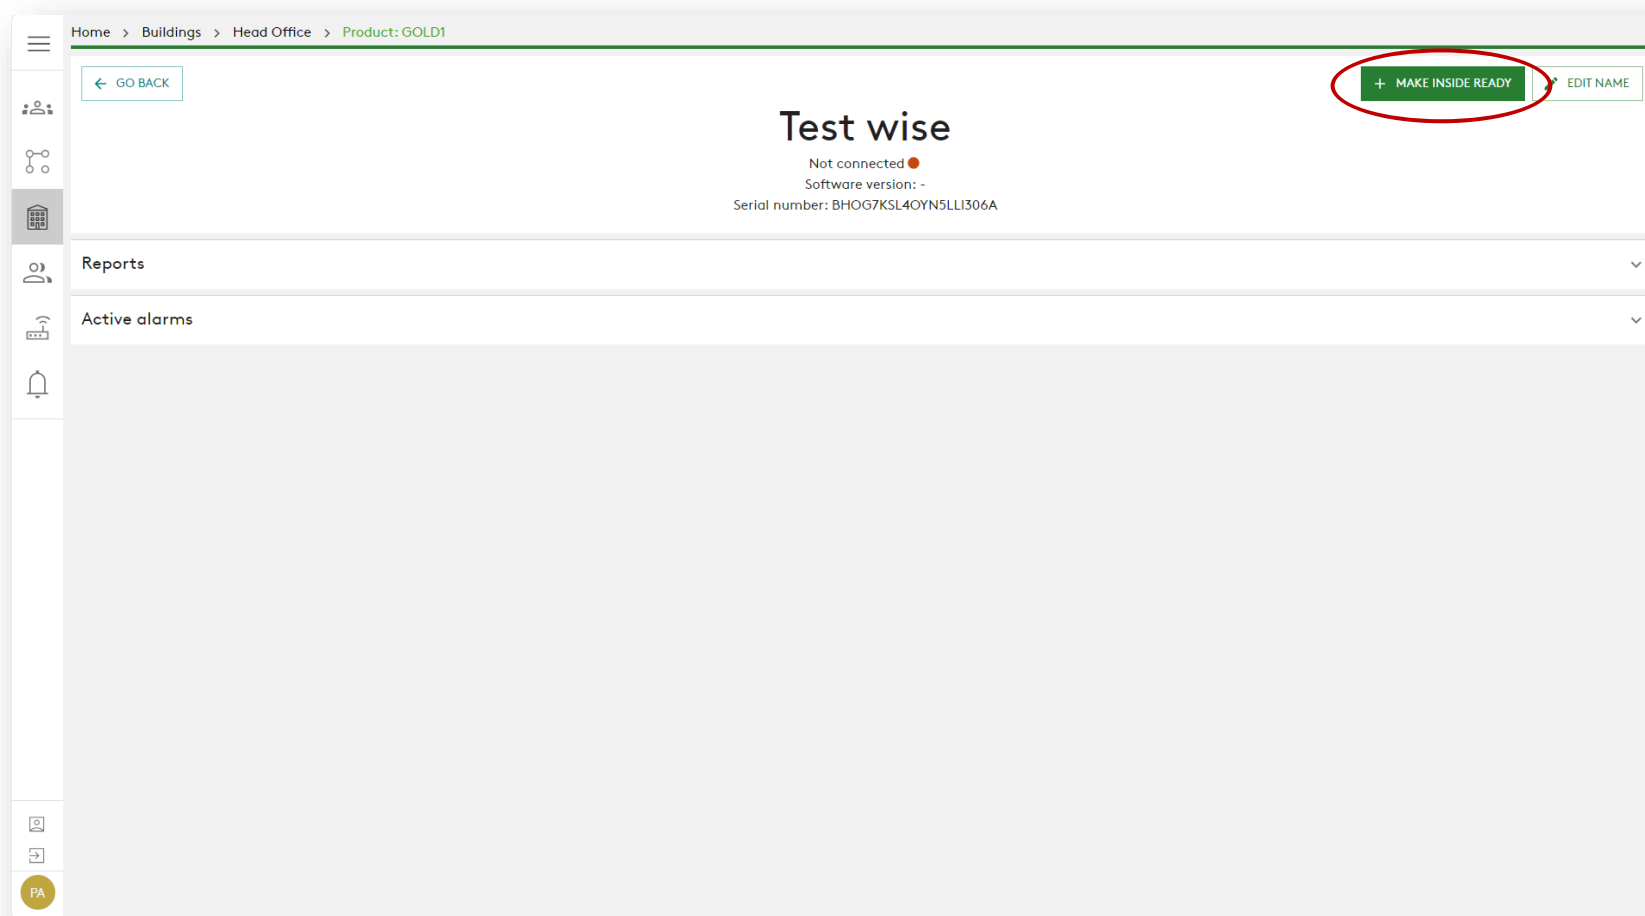 Home > Buildings > Head Office > Product: GOLD1
GO BACK
+ MAKE INSIDE READY
EDIT NAME
Test wise
Not connected
Software version: -
Serial number: BHOG7KSL4OYN5LLI306A
Reports
Active alarms
PA